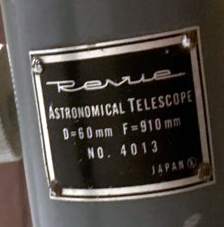 Revue
ASTRONOMICAL TELESCOPE
D=60mm F=910mm
NO. 4013
JAPAN